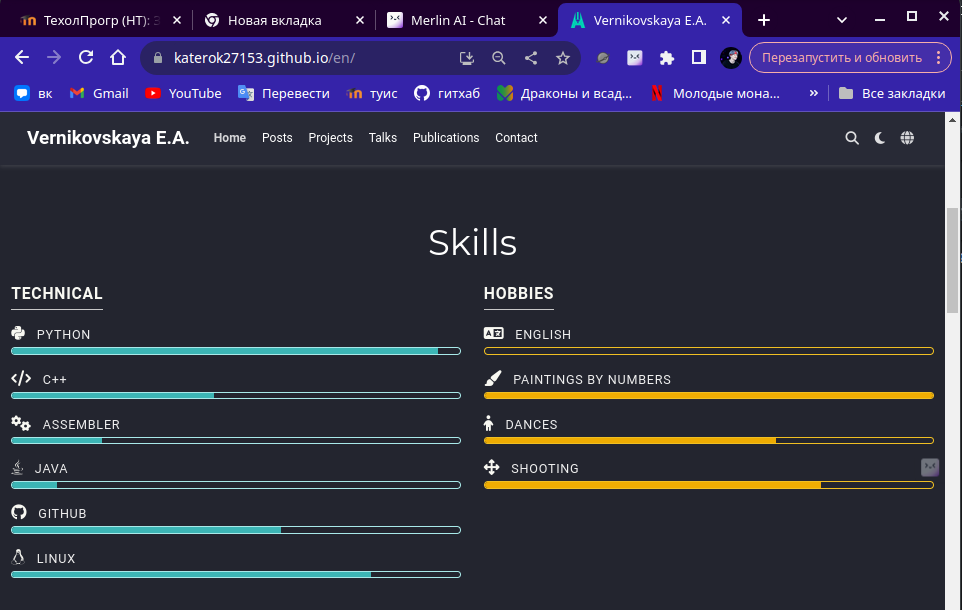 ТехолПрогр (НТ): Э
Новая вкладка
Merlin AI - Chat
Vernikovskaya E.A.
katerok27153.github.io/en/
Перезапустить и обновить
вк
Gmail
YouTube
Перевести
туис
гитхаб
Драконы и всад...
Молодые мона...
»
Все закладки
Vernikovskaya E.A.
Home
Posts
Projects
Talks
Publications
Contact
Skills
TECHNICAL
PYTHON
C++
ASSEMBLER
JAVA
GITHUB
LINUX
HOBBIES
ENGLISH
PAINTINGS BY NUMBERS
DANCES
SHOOTING